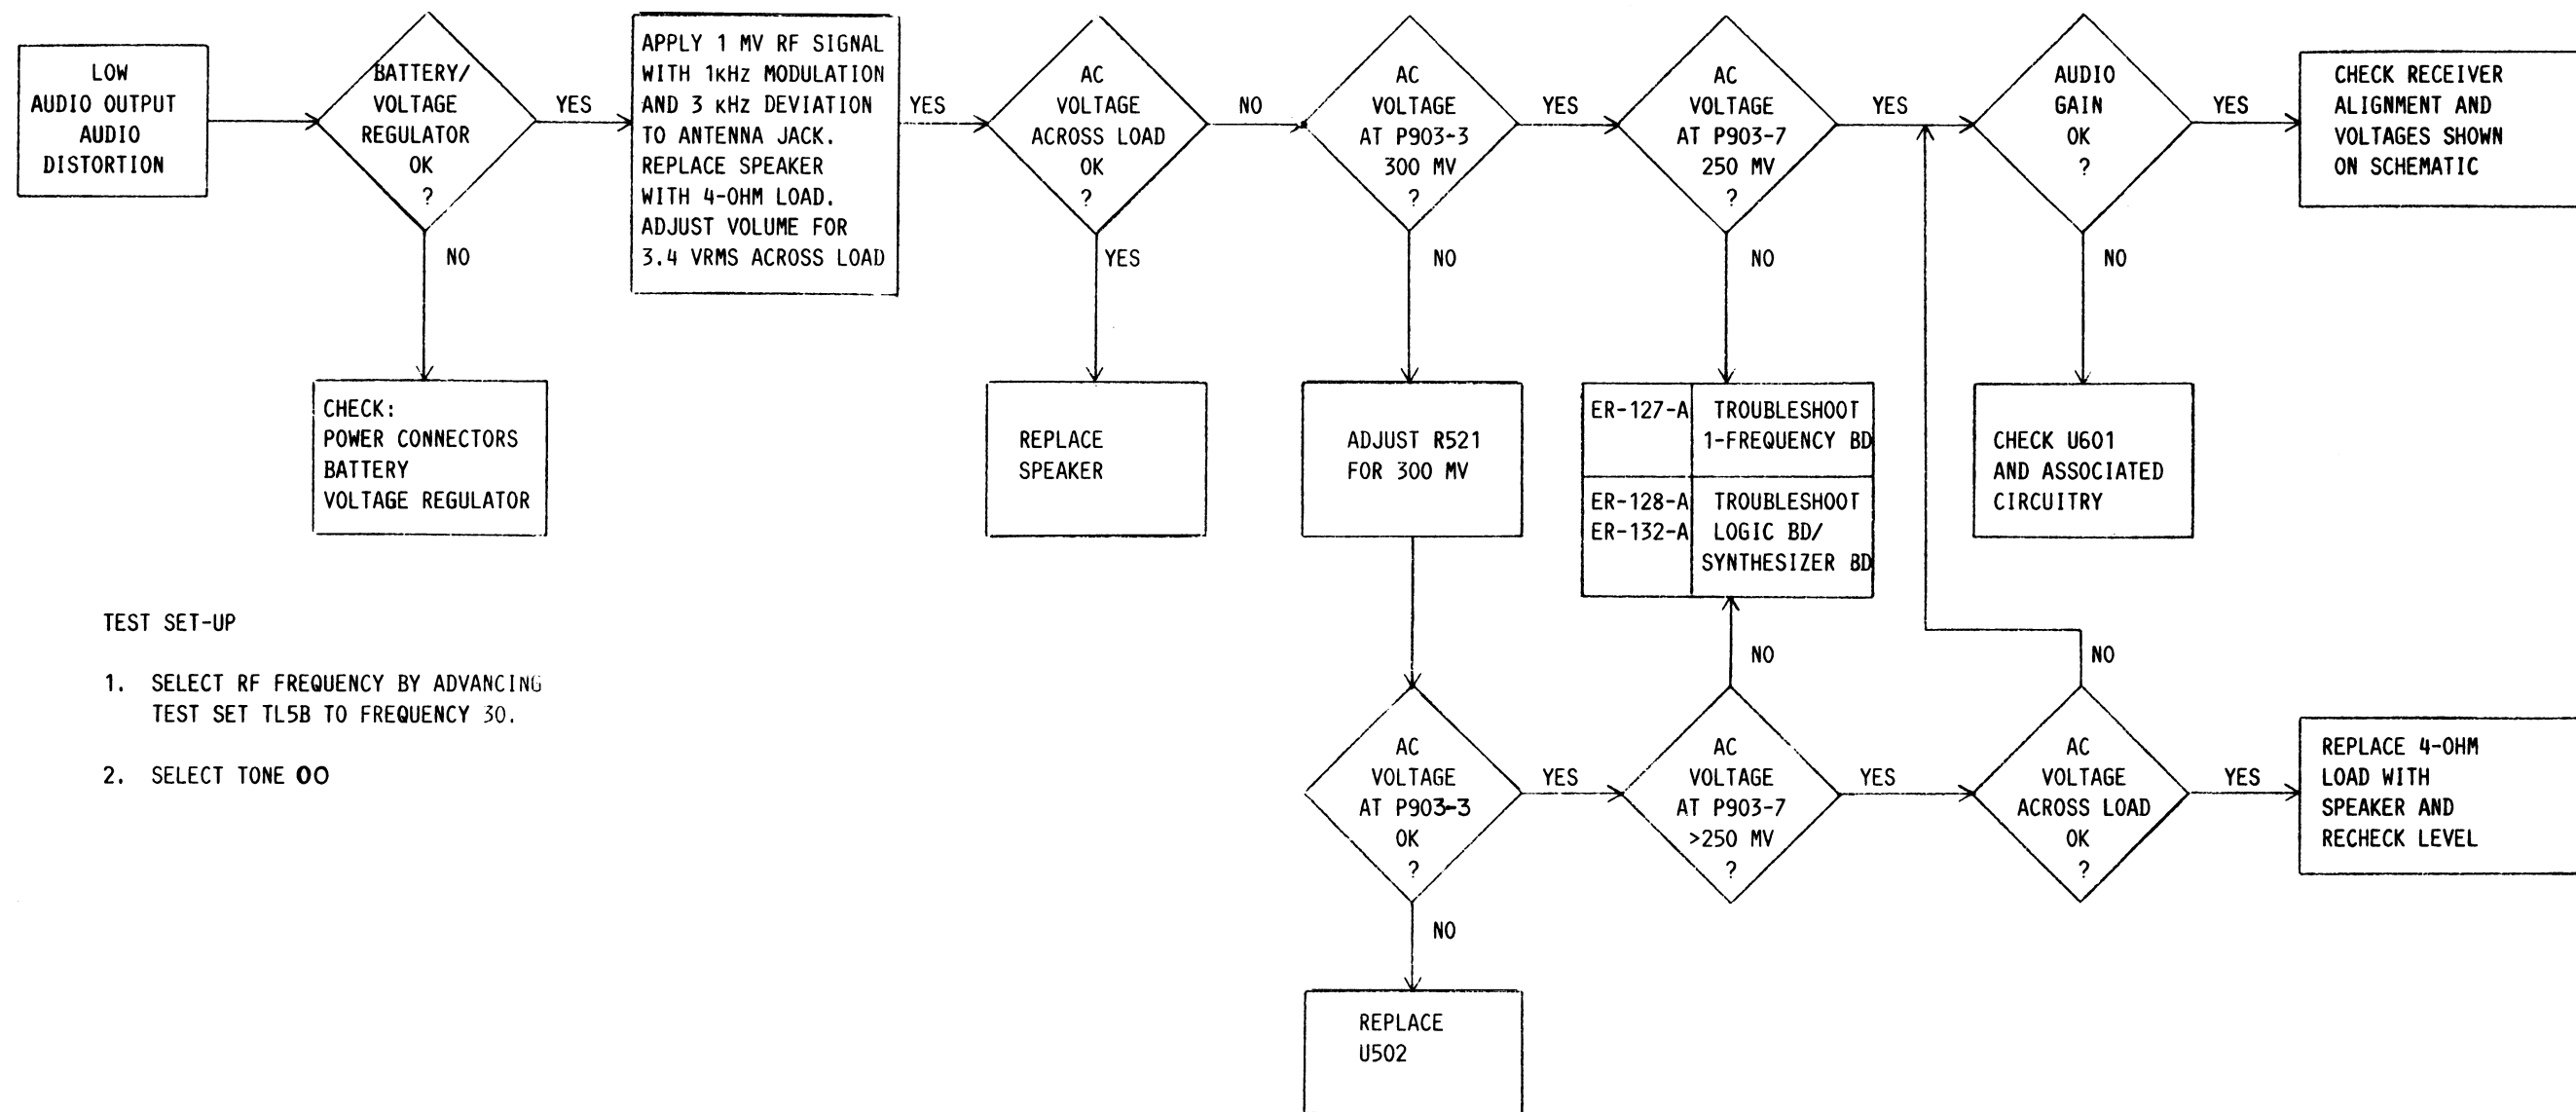 LOW
AUDIO OUTPUT
AUDIO
DISTORTION
BATTERY/
VOLTAGE
REGULATOR
OK
?
YES
NO
CHECK:
POWER CONNECTORS
BATTERY
VOLTAGE REGULATOR
APPLY 1 MV RF SIGNAL
WITH 1KHZ MODULATION
AND 3 KHZ DEVIATION
TO ANTENNA JACK.
REPLACE SPEAKER
WITH 4-OHM LOAD.
ADJUST VOLUME FOR
3.4 VRMS ACROSS LOAD
YES
AC
VOLTAGE
ACROSS LOAD
OK
?
NO
YES
REPLACE
SPEAKER
AC
VOLTAGE
AT P903-3
300 MV
?
YES
NO
ADJUST R521
FOR 300 MV
AC
VOLTAGE
AT P903-7
250 MV
?
YES
NO
ER-127-A TROUBLESHOOT
1-FREQUENCY BD
ER-128-A TROUBLESHOOT
ER-132-A LOGIC BD/
SYNTHESIZER BD
AUDIO
GAIN
OK
?
YES
NO
CHECK U601
AND ASSOCIATED
CIRCUITRY
CHECK RECEIVER
ALIGNMENT AND
VOLTAGES SHOWN
ON SCHEMATIC
TEST SET-UP
1. SELECT RF FREQUENCY BY ADVANCING
TEST SET TL5B TO FREQUENCY 30.
2. SELECT TONE 00
AC
VOLTAGE
AT P903-3
OK
?
YES
NO
REPLACE
U502
NO
AC
VOLTAGE
AT P903-7
>250 MV
?
YES
NO
AC
VOLTAGE
ACROSS LOAD
OK
?
YES
REPLACE 4-OHM
LOAD WITH
SPEAKER AND
RECHECK LEVEL